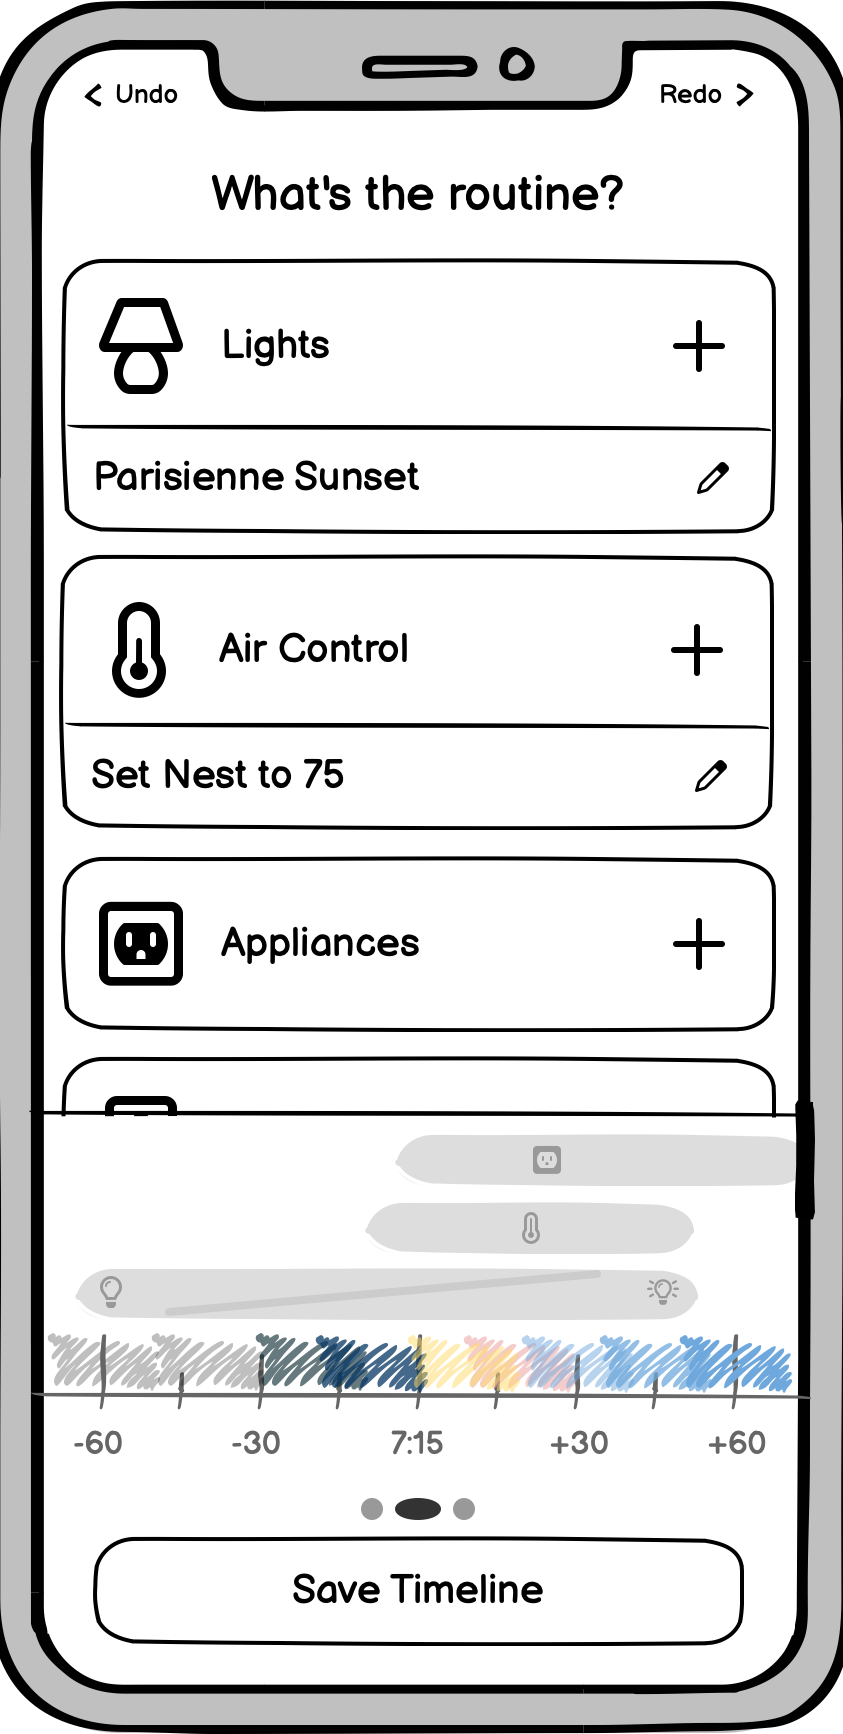 Undo
Redo
What's the routine?
Lights
Parisienne Sunset
Air Control
Set Nest to 75
Appliances
-60 -30 7:15 +30 +60
Save Timeline